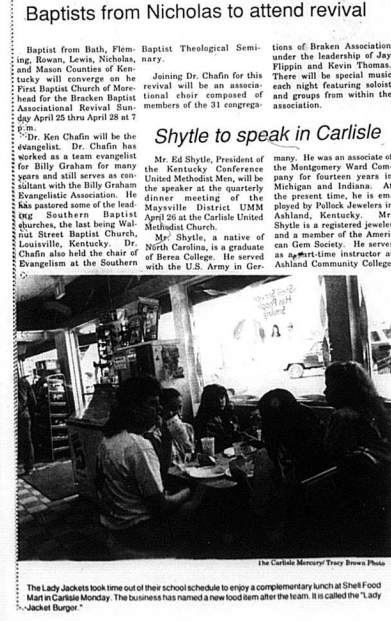 Baptists from Nicholas to attend revival
Baptist from Bath, Flem-
ing, Rowan, Lewis, Nicholas,
and Mason Counties of Ken-
tucky will converge on he
First Baptist Church of More-
head for the Bracken Baptist
Associational Revival Sun-
day April 25 thru April 28 at 7
p.m.
Dr. Ken Chafin will be the
evangelist. Dr. Chafin has
worked as a team evangelist
for Billy Graham for many
years and still serves as con-
sultant with the Billy Graham
Evangelistic Association. He
has pastored some of the lead-
ing Southern Baptist
churches, the last being Wal-
nut Street Baptist Church,
Louisville, Kentucky. Dr.
Chafin also held the chair of
Evangelism at the Southern
Baptist Theological Semi-
nary.
Joining Dr. Chafin for this
revival will be an associa-
tional choir composed of
members of the 31 congrega-
tions of Braken Association
under the leadership of Jay
Flippin and Kevin Thomas.
There will be special music
each night featuring soloist
and groups from within the
association.
Shytle to speak in Carlisle
Mr. Ed Shytle, President of
the Kentucky Conference
United Methodist Men, will be
the speaker at the quarterly
dinner meeting of the
Maysville District UMM
April 26 at the Carlisle United
Methodist Church.
Mr. Shytle, a native of
North Carolina, is a graduate
of Berea College. He served
with the U.S. Army in Ger-
many. He was an associate of
the Montgomery Ward Com-
pany for fourteen years in
Michigan and Indiana. At
the present time, he is em-
ployed by Pollock Jewelers in
Ashland, Kentucky. Mr
Shytle is a registered jeweler
and a member of the Ameri-
can Gem Society. He serves
as a part-time instructor at
Ashland Community College
The Carlisle Mercury/ Tracy Brown Photo
The Lady Jackets took time out of their school schedule to enjoy a complementary lunch at Shell Food
Mart in Carlisle Monday. The business has named a new food item after the team. It is called the "Lady
Jacket Burger."